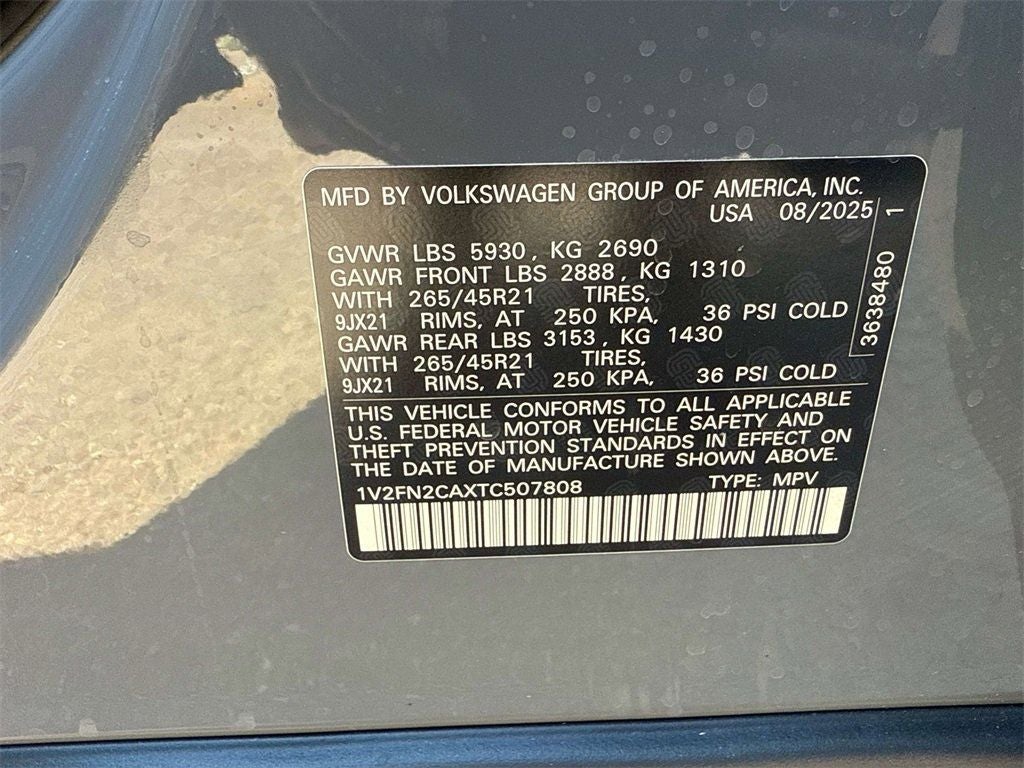 MFD BY VOLKSWAGEN GROUP OF AMERICA, INC.
USA 08/2025
GVWR LBS 5930, KG 2690
GAWR FRONT LBS 2888, KG 1310
WITH 265/45R21 TIRES,
9JX21 RIMS, AT 250 KPA, 36 PSI COLD
GAWR REAR LBS 3153, KG 1430
WITH 265/45R21 TIRES,
9JX21 RIMS, AT 250 KPA, 36 PSI COLD
THIS VEHICLE CONFORMS TO ALL APPLICABLE
U.S. FEDERAL MOTOR VEHICLE SAFETY AND
THEFT PREVENTION STANDARDS IN EFFECT ON
THE DATE OF MANUFACTURE SHOWN ABOVE.
1V2FN2CAXTC507808 TYPE: MPV
3638480 1